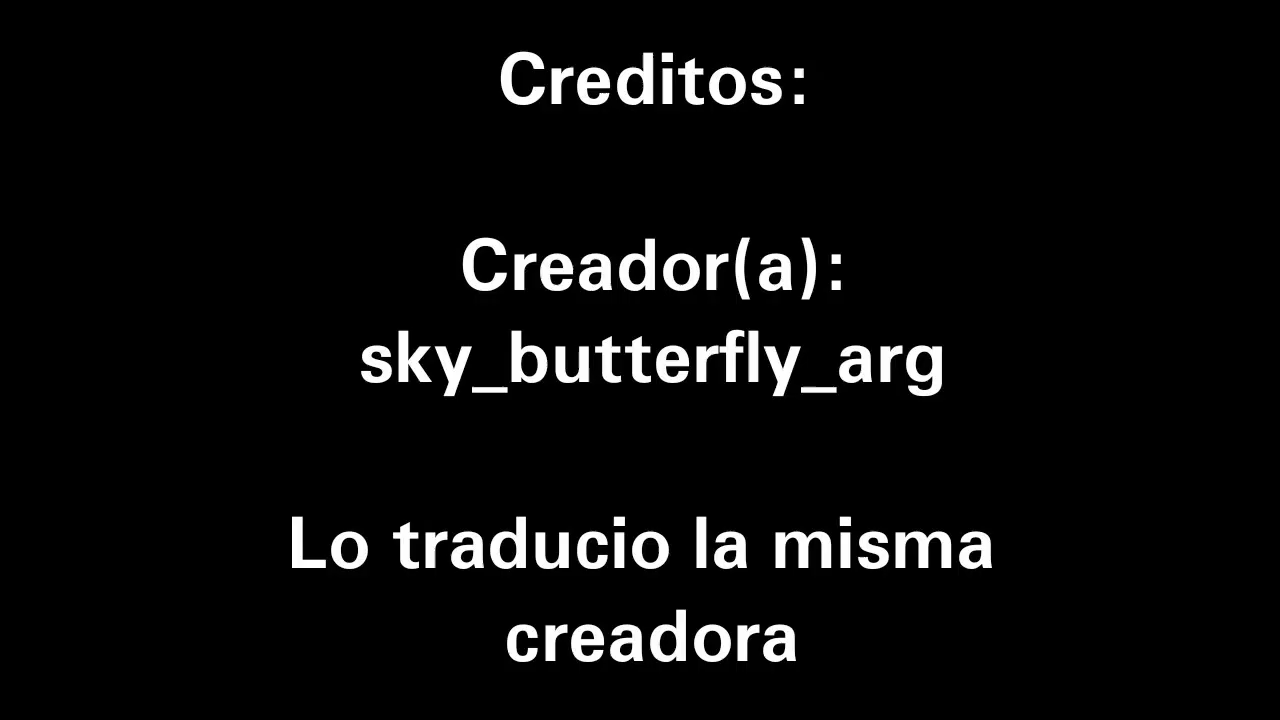 Creditos:
Creador(a):
sky_butterfly_arg
Lo traducio la misma
creadora